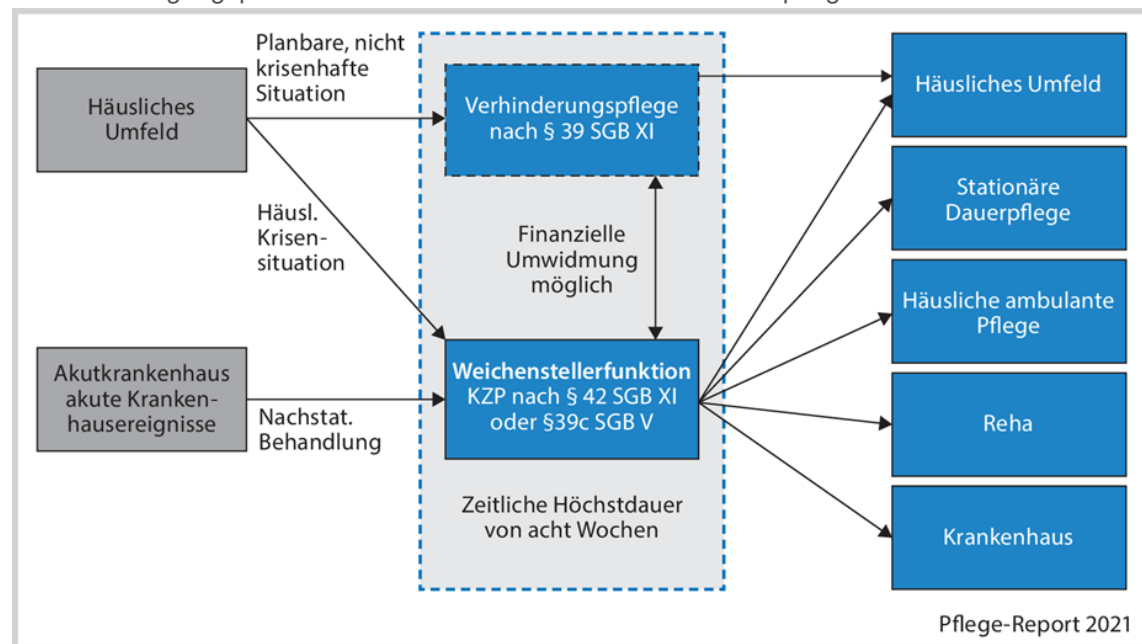 Häusliches
Umfeld
Planbare, nicht
krisenhafte
Situation
Häusl.
Krisen-
situation
Akutkrankenhaus
akute Kranken-
hausereignisse
Nachstat.
Behandlung
Verhinderungspflege
nach § 39 SGB XI
Finanzielle
Umwidmung
möglich
Weichenstellerfunktion
KZP nach § 42 SGB XI
oder §39c SGB V
Zeitliche Höchstdauer
von acht Wochen
Häusliches Umfeld
Stationäre
Dauerpflege
Häusliche ambulante
Pflege
Reha
Krankenhaus
Pflege-Report 2021